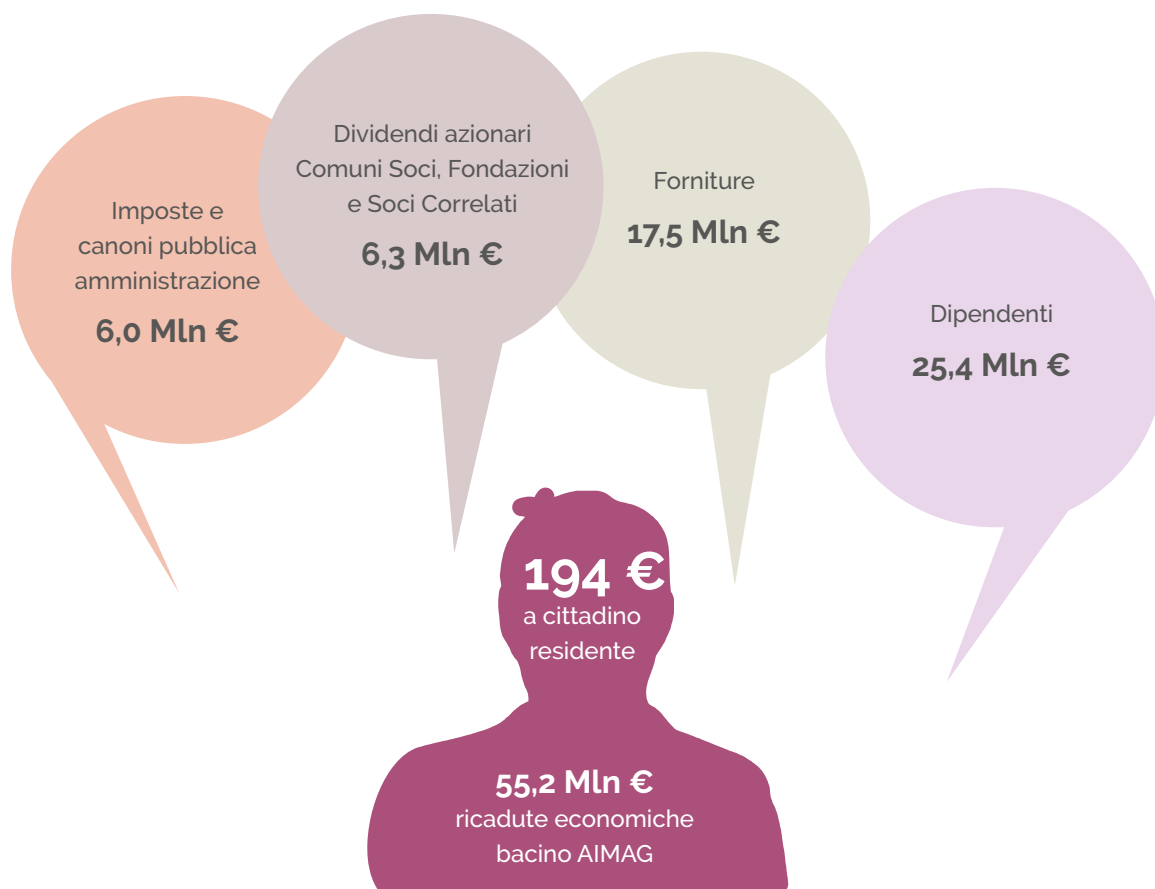 Imposte e
canoni pubblica
amministrazione
6,0 Mln €
Dividendi azionari
Comuni Soci, Fondazioni
e Soci Correlati
6,3 Mln €
Forniture
17,5 Mln €
Dipendenti
25,4 Mln €
194 €
a cittadino
residente
55,2 Mln €
ricadute economiche
bacino AIMAG